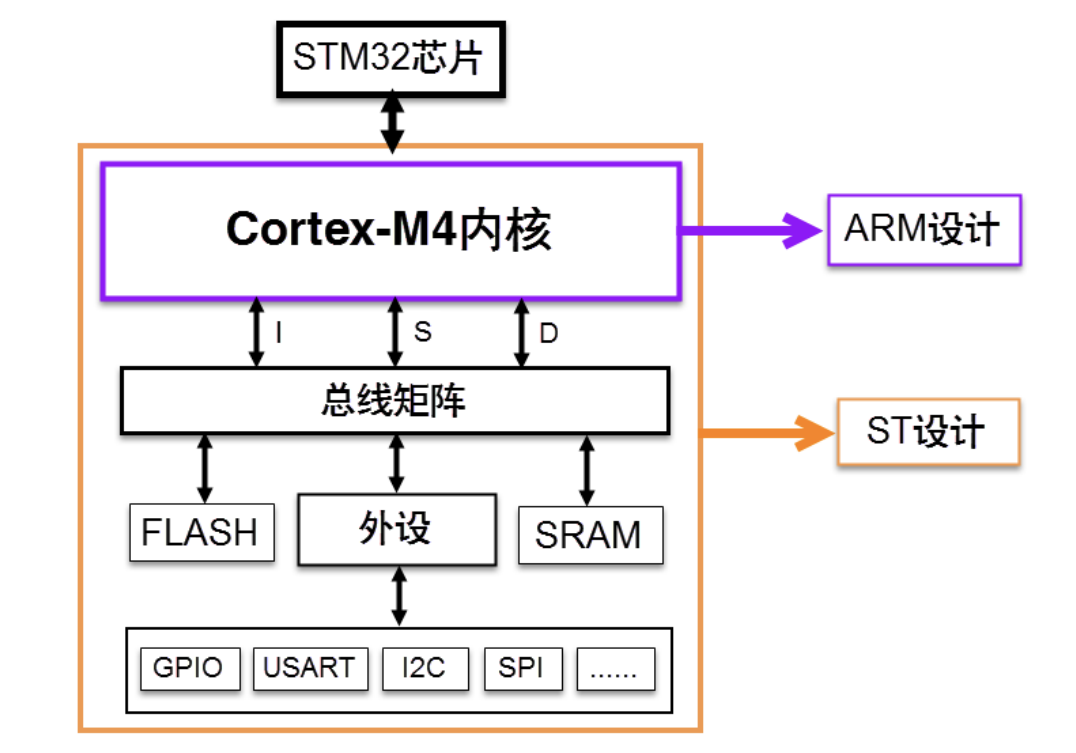 STM32芯片
Cortex-M4内核
ARM设计
I
S
D
总线矩阵
ST设计
FLASH
外设
SRAM
GPIO
USART
I2C
SPI
......